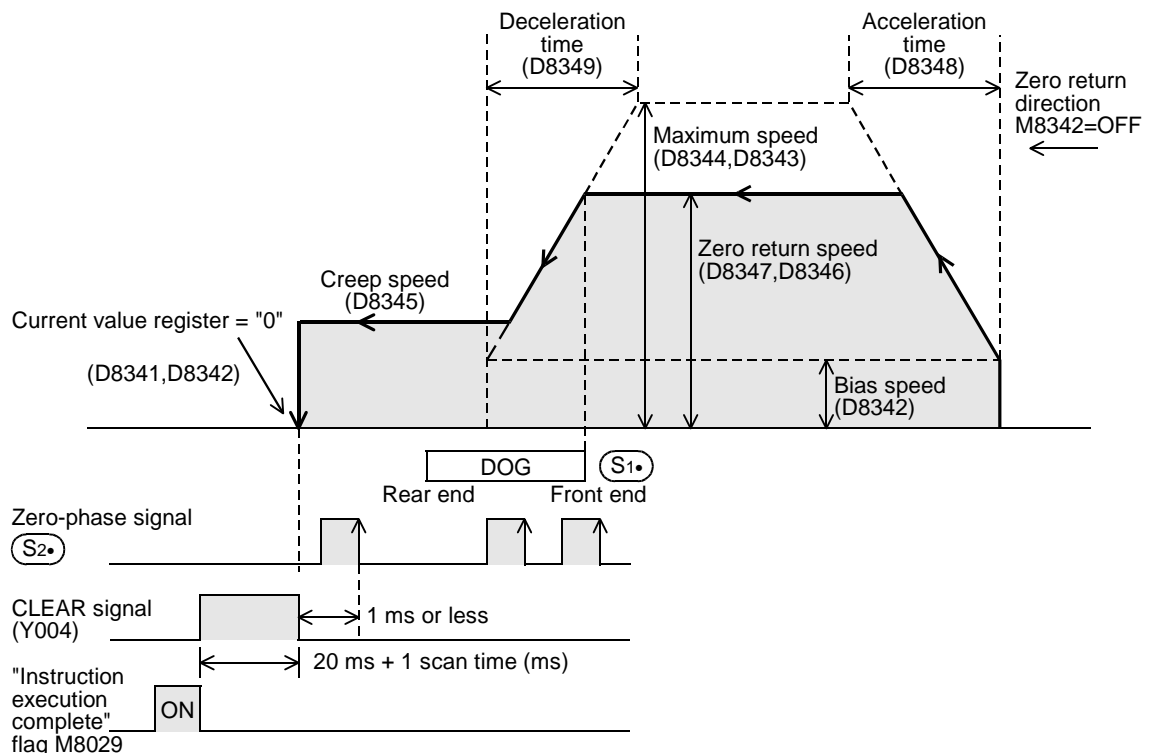 Deceleration
time
(D8349)
Acceleration
time
(D8348)
Zero return
direction
M8342=OFF
Maximum speed
(D8344,D8343)
Zero return speed
(D8347,D8346)
Creep speed
(D8345)
Current value register = "0"
(D8341,D8342)
Bias speed
(D8342)
DOG
S1•
Rear end
Front end
Zero-phase signal
S2•
CLEAR signal
(Y004)
1 ms or less
20 ms + 1 scan time (ms)
"Instruction
execution
complete"
flag M8029
ON